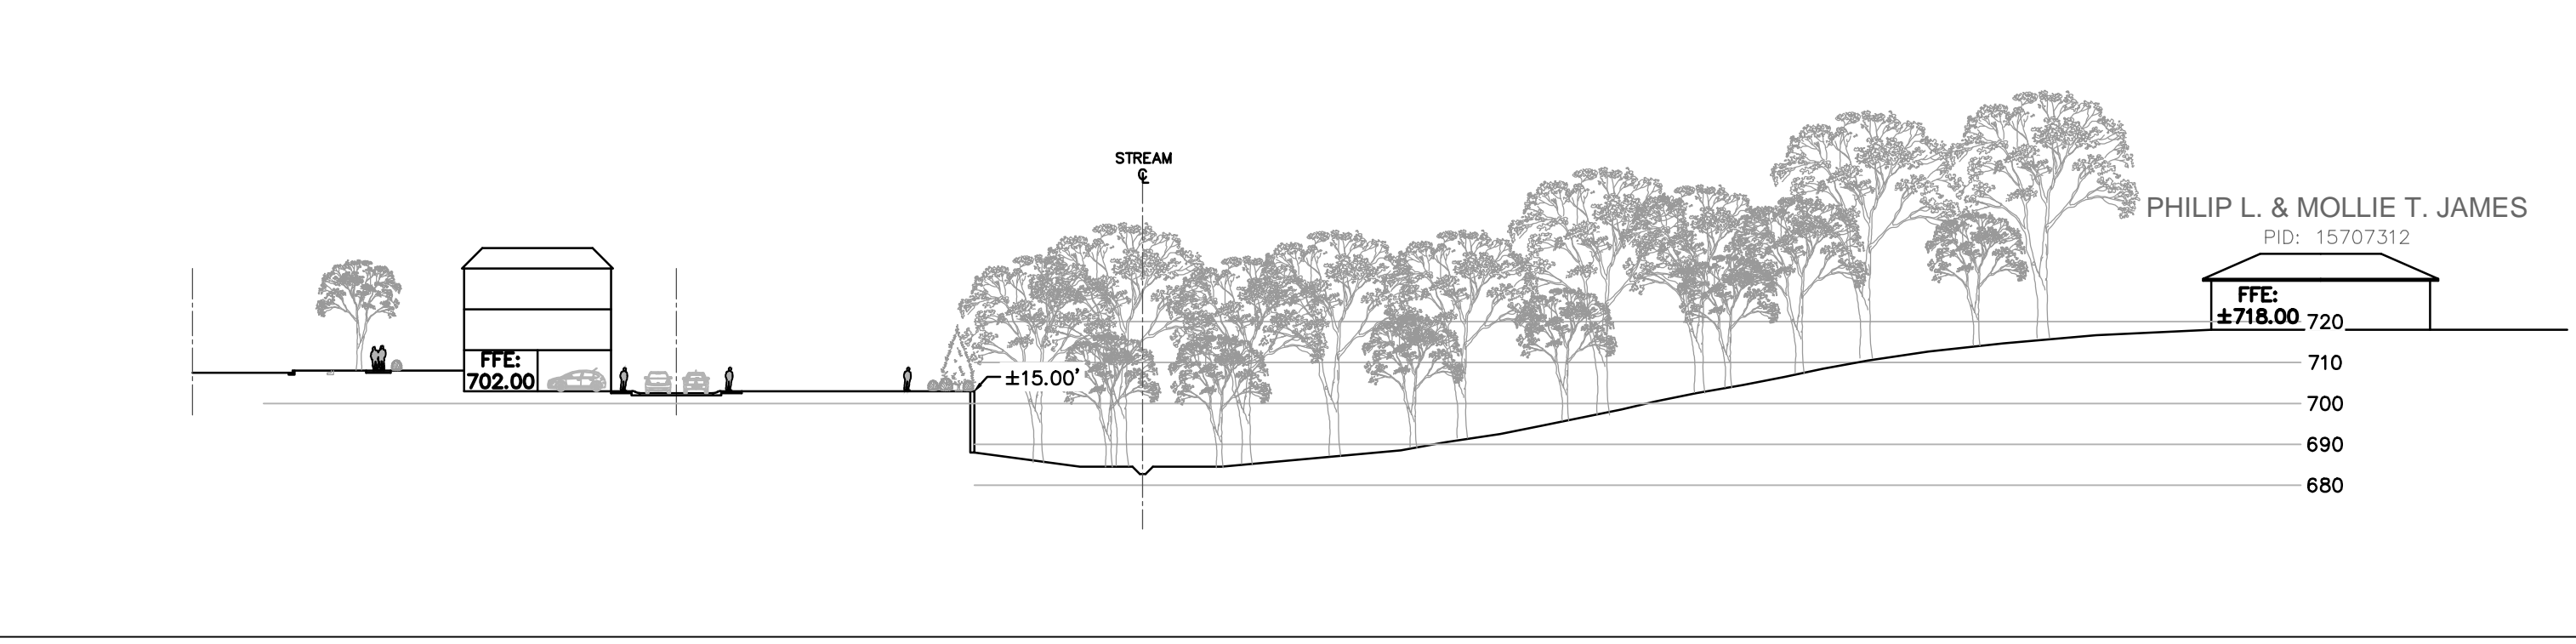 STREAM
℄
PHILIP L. & MOLLIE T. JAMES
PID: 15707312
FFE:
±718.00
720
FFE:
702.00
±15.00'
710
700
690
680